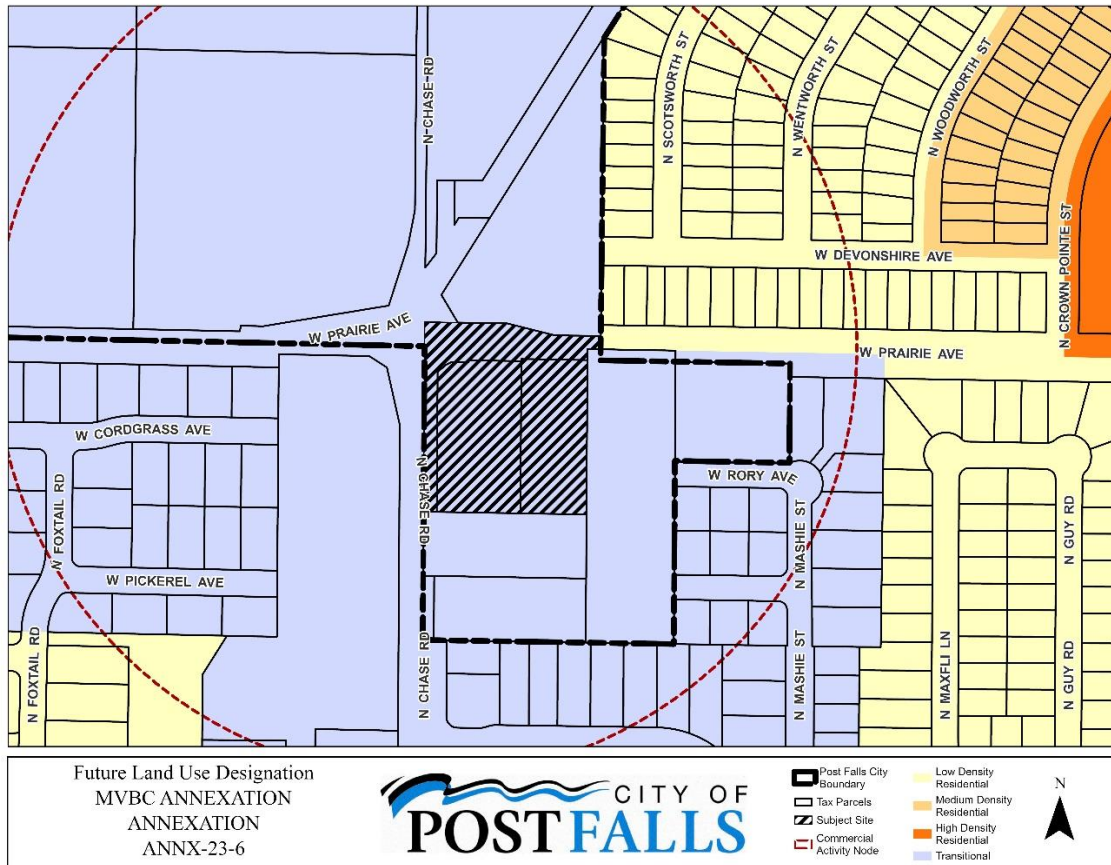 N CHASE RD
N SCOTSWORTH ST
N WENTWORTH ST
N WOODWORTH ST
N CROWN POINTE ST
W DEVONSHIRE AVE
W PRAIRIE AVE
W PRAIRIE AVE
W CORDGRASS AVE
N FOXTAIL RD
W PICKEREL AVE
N FOXTAIL RD
N CHASE RD
N CHASE RD
W RORY AVE
N MASHIE ST
N MASHIE ST
N MAXFLI LN
N GUY RD
N GUY RD
Future Land Use Designation
MVBC ANNEXATION
ANNEXATION
ANNX-23-6
CITY OF
POST FALLS
Post Falls City
Boundary
Tax Parcels
Subject Site
Commercial
Activity Node
Low Density
Residential
Medium Density
Residential
High Density
Residential
Transitional
N